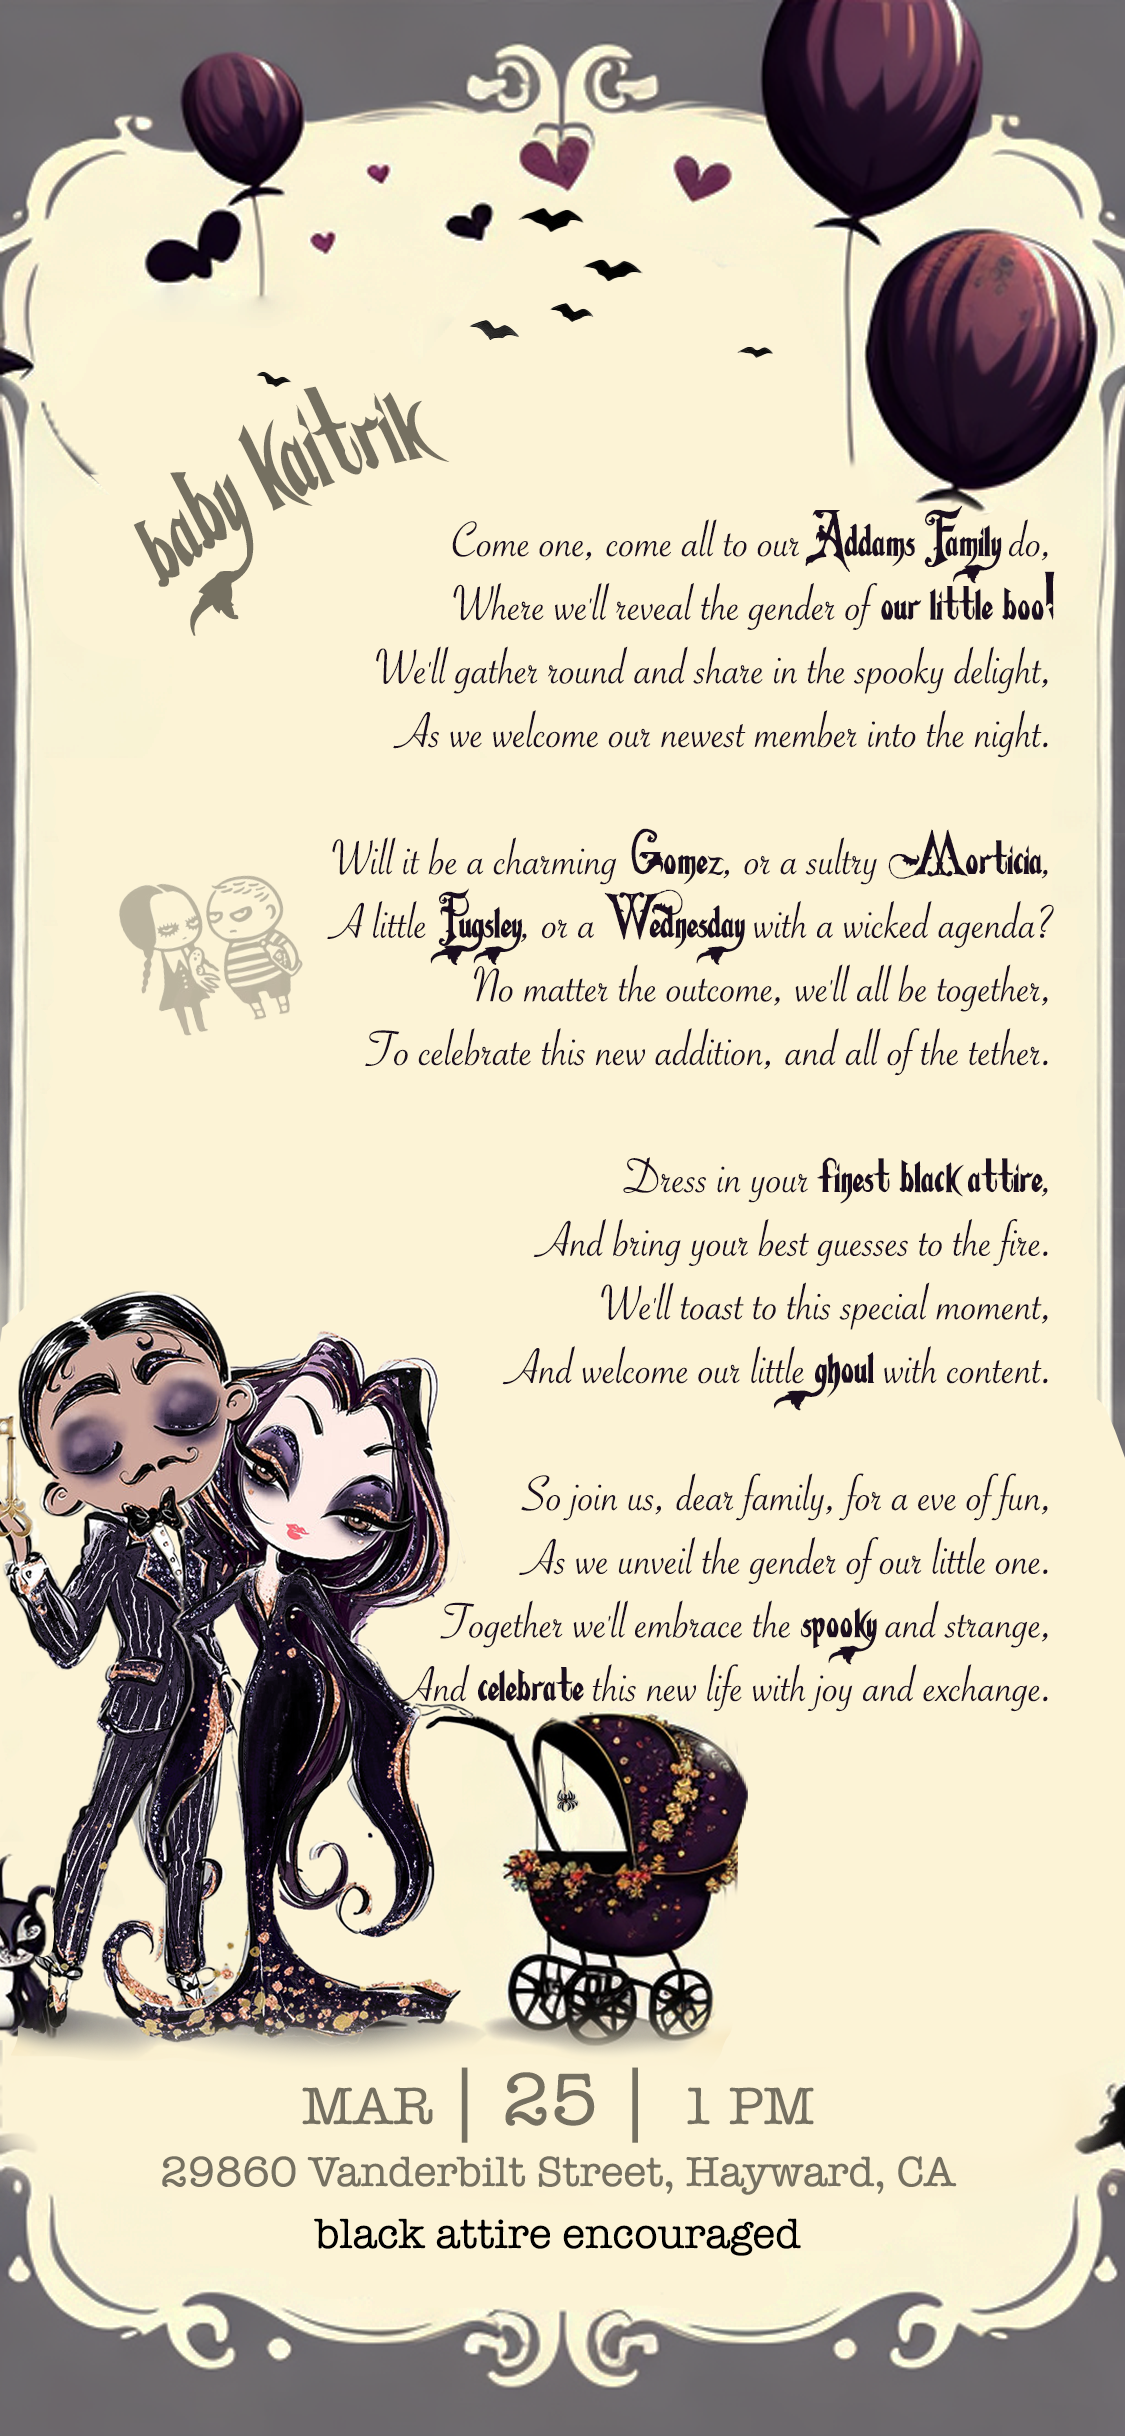 baby Kaitrik
Come one, come all to our Addams Family do,
Where we'll reveal the gender of our little boo!
We'll gather round and share in the spooky delight,
As we welcome our newest member into the night.
Will it be a charming Gomez, or a sultry Morticia,
A little Pugsley, or a Wednesday with a wicked agenda?
No matter the outcome, we'll all be together,
To celebrate this new addition, and all of the tether.
Dress in your finest black attire,
And bring your best guesses to the fire.
We'll toast to this special moment,
And welcome our little ghoul with content.
So join us, dear family, for a eve of fun,
As we unveil the gender of our little one.
Together we'll embrace the spooky and strange,
And celebrate this new life with joy and exchange.
MAR | 25 | 1 PM
29860 Vanderbilt Street, Hayward, CA
black attire encouraged